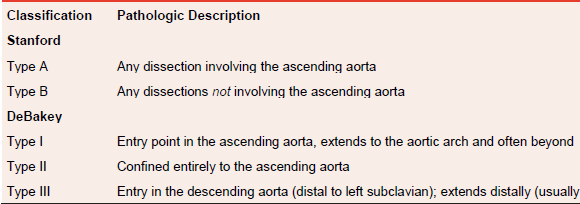 Classification Pathologic Description
Stanford
Type A Any dissection involving the ascending aorta
Type B Any dissections not involving the ascending aorta
DeBakey
Type I Entry point in the ascending aorta, extends to the aortic arch and often beyond
Type II Confined entirely to the ascending aorta
Type III Entry in the descending aorta (distal to left subclavian); extends distally (usually